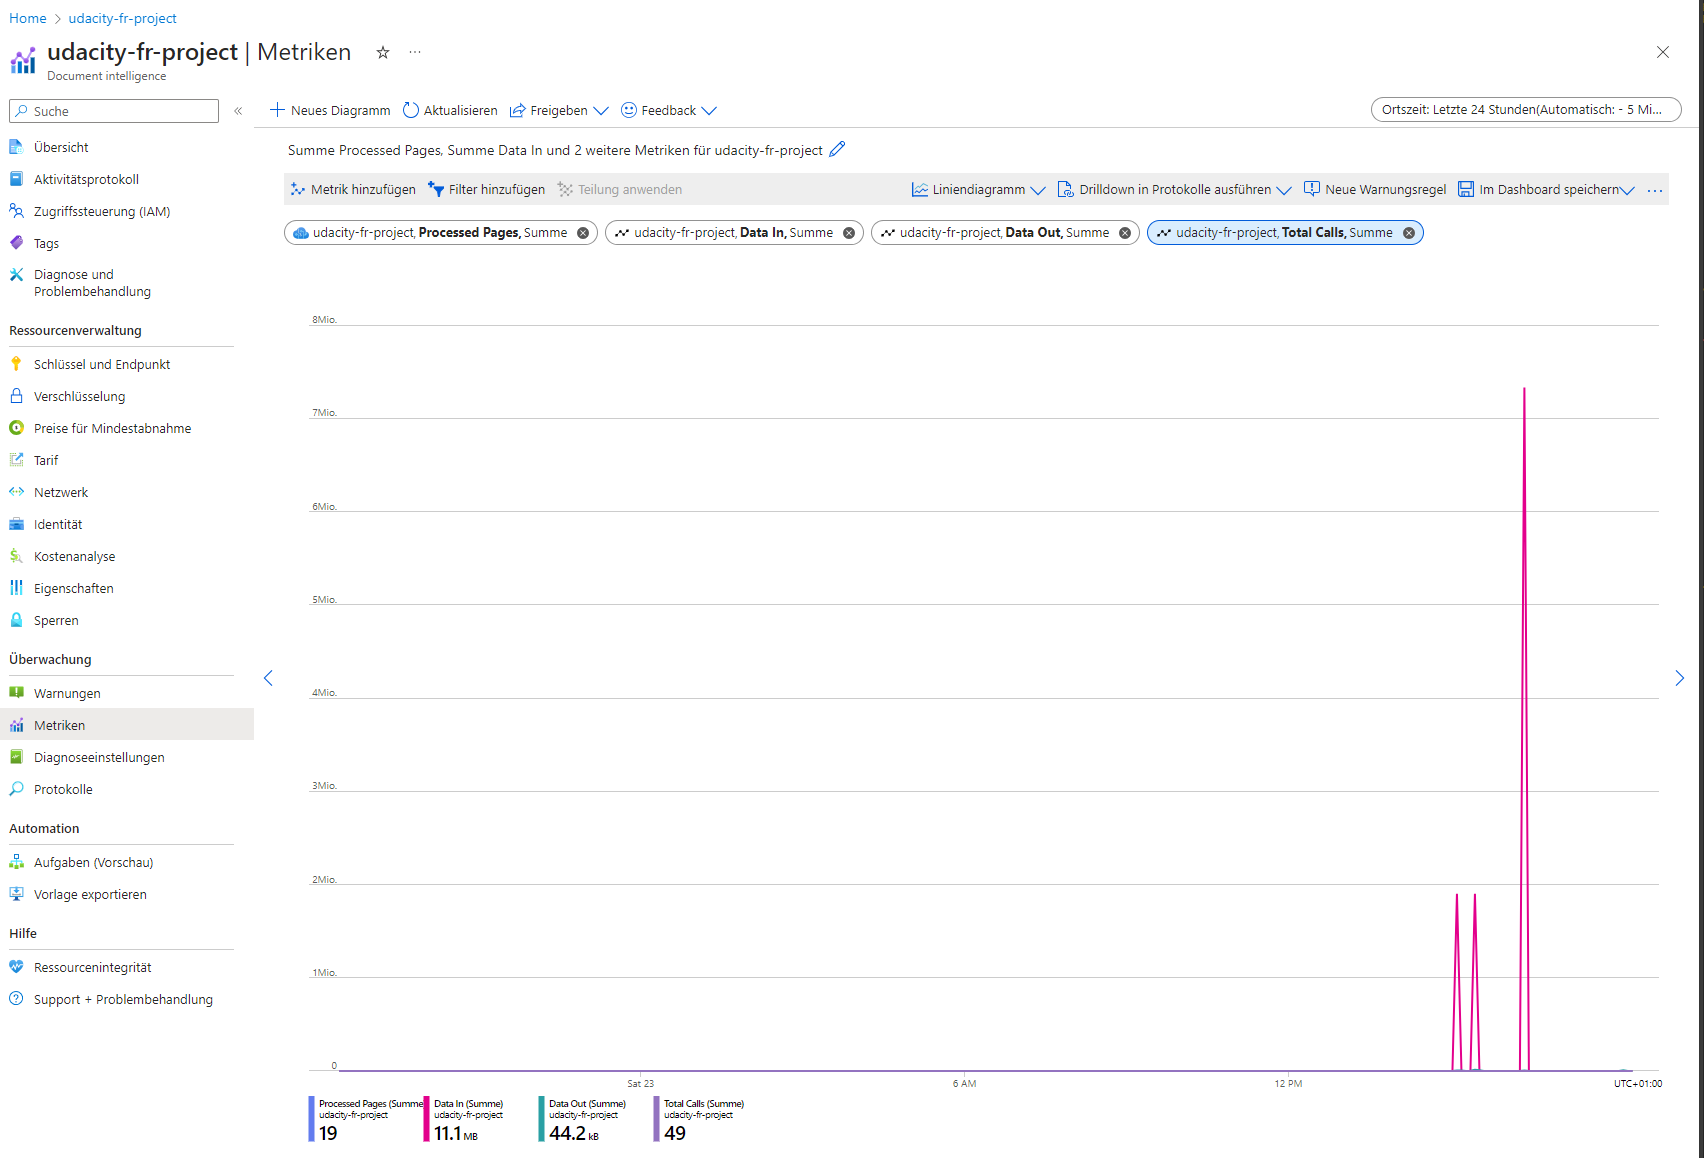 Home > udacity-fr-project
udacity-fr-project | Metriken ☆ ···
Document intelligence
Suche «
Übersicht
Aktivitätsprotokoll
Zugriffssteuerung (IAM)
Tags
Diagnose und
Problembehandlung
Ressourcenverwaltung
Schlüssel und Endpunkt
Verschlüsselung
Preise für Mindestabnahme
Tarif
Netzwerk
Identität
Kostenanalyse
Eigenschaften
Sperren
Überwachung
Warnungen
Metriken
Diagnoseeinstellungen
Protokolle
Automation
Aufgaben (Vorschau)
Vorlage exportieren
Hilfe
Ressourcenintegrität
Support + Problembehandlung
Neues Diagramm Aktualisieren Freigeben Feedback
Ortszeit: Letzte 24 Stunden(Automatisch: - 5 Mi...
Summe Processed Pages, Summe Data In und 2 weitere Metriken für udacity-fr-project
Metrik hinzufügen Filter hinzufügen Teilung anwenden Liniendiagramm Drilldown in Protokolle ausführen Neue Warnungsregel Im Dashboard speichern ···
udacity-fr-project, Processed Pages, Summe udacity-fr-project, Data In, Summe udacity-fr-project, Data Out, Summe udacity-fr-project, Total Calls, Summe
8Mio.
7Mio.
6Mio.
5Mio.
4Mio.
3Mio.
2Mio.
1Mio.
0
Sat 23 6 AM 12 PM UTC+01:00
Processed Pages (Summe
udacity-fr-project
19
Data In (Summe)
udacity-fr-project
11.1 MB
Data Out (Summe)
udacity-fr-project
44.2 kB
Total Calls (Summe)
udacity-fr-project
49